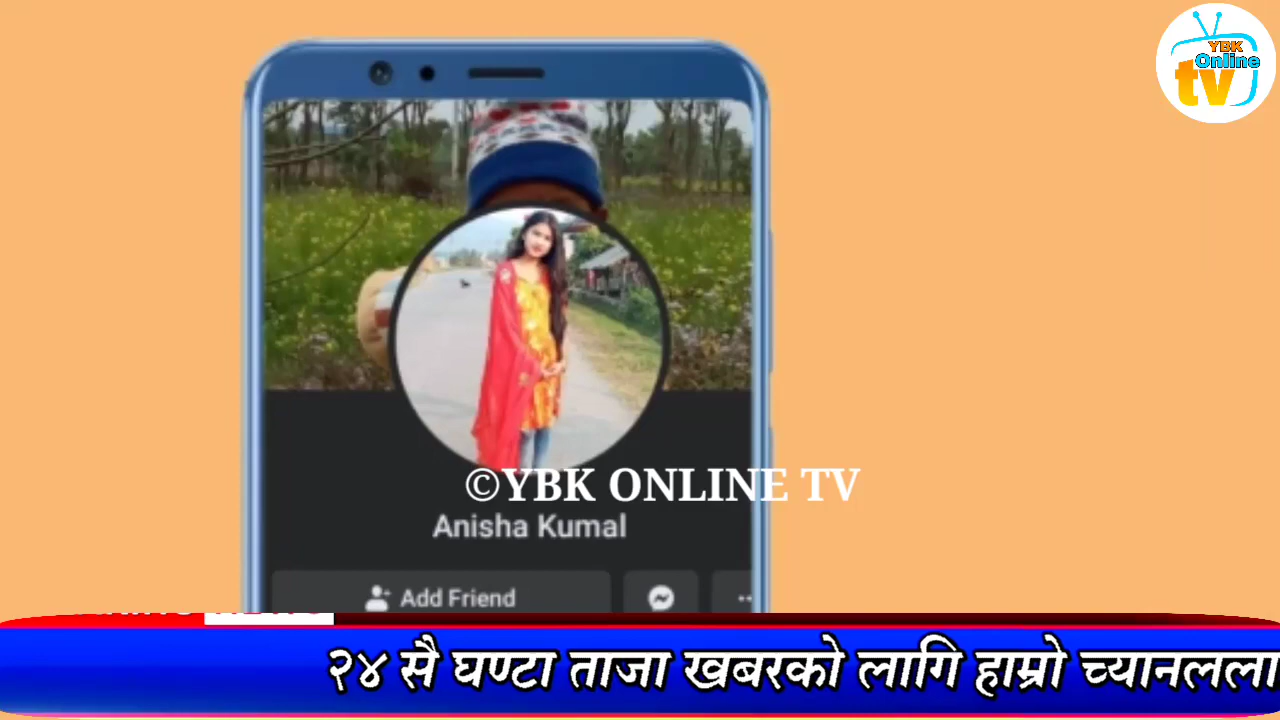 YBK
Online
tv
©YBK ONLINE TV
Anisha Kumal
Add Friend
२४ सै घण्टा ताजा खबरको लागि हाम्रो च्यानलला